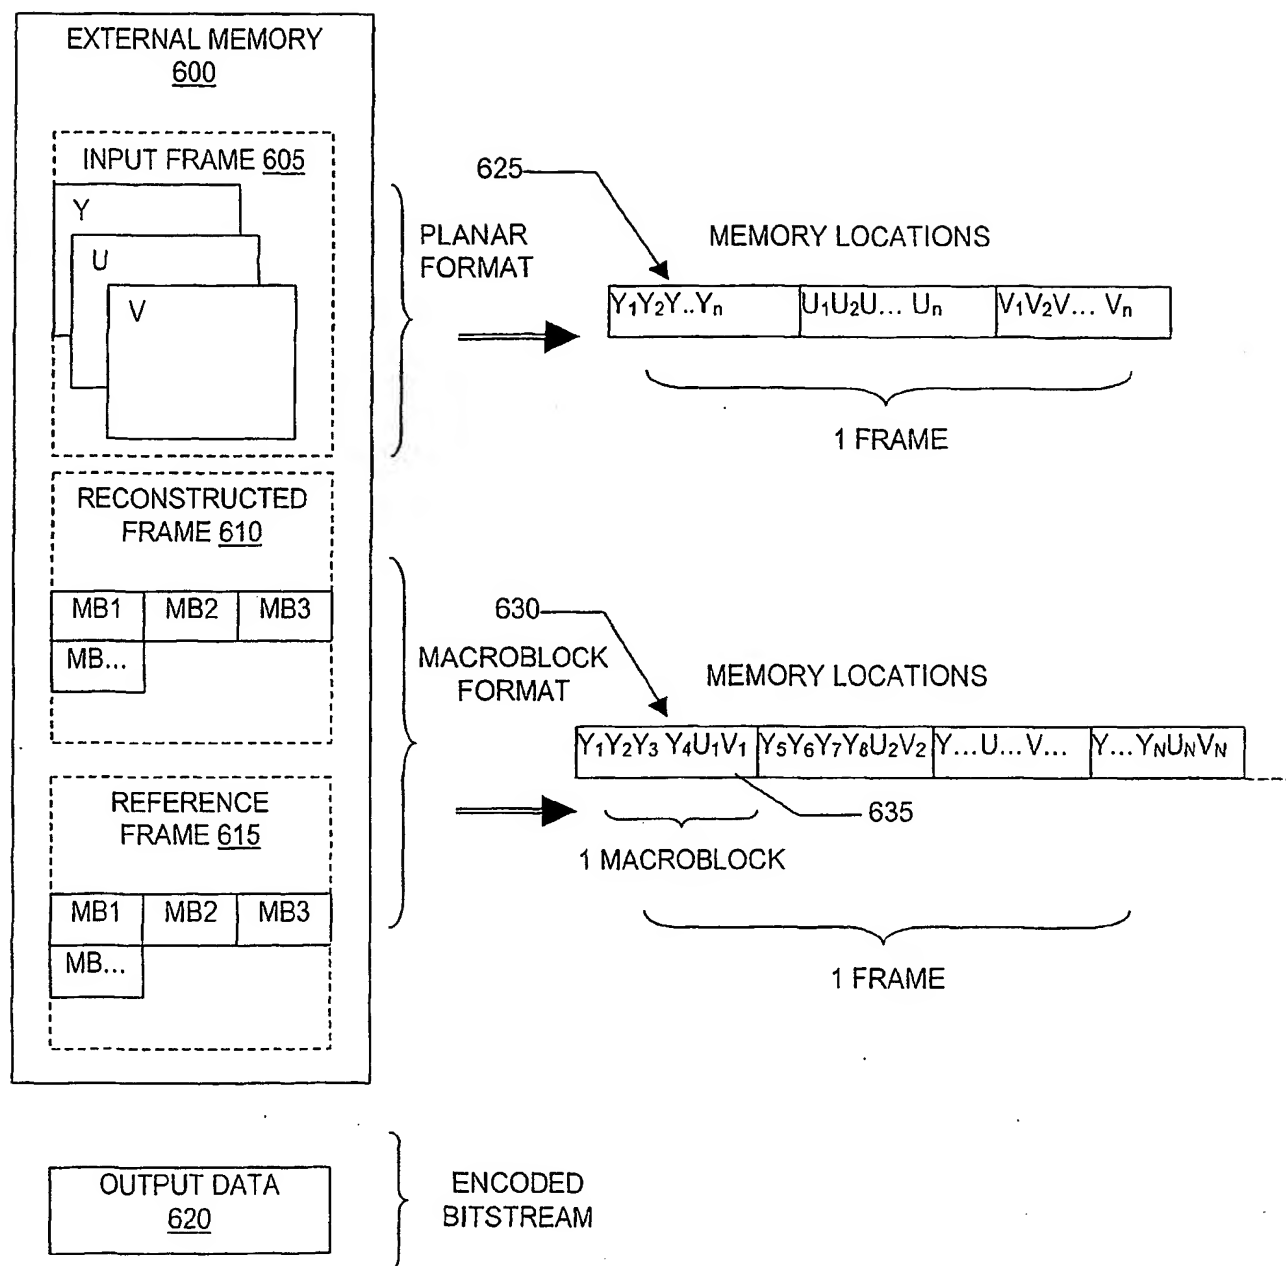 EXTERNAL MEMORY
600
INPUT FRAME 605
Y
U
V
PLANAR
FORMAT
625
MEMORY LOCATIONS
Y₁Y₂Y..Yₙ U₁U₂U... Uₙ V₁V₂V... Vₙ
1 FRAME
RECONSTRUCTED
FRAME 610
MB1 MB2 MB3
MB...
MACROBLOCK
FORMAT
630
MEMORY LOCATIONS
Y₁Y₂Y₃ Y₄U₁V₁ Y₅Y₆Y₇Y₈U₂V₂ Y...U...V... Y...YNUNVN
635
1 MACROBLOCK
1 FRAME
REFERENCE
FRAME 615
MB1 MB2 MB3
MB...
OUTPUT DATA
620
ENCODED
BITSTREAM